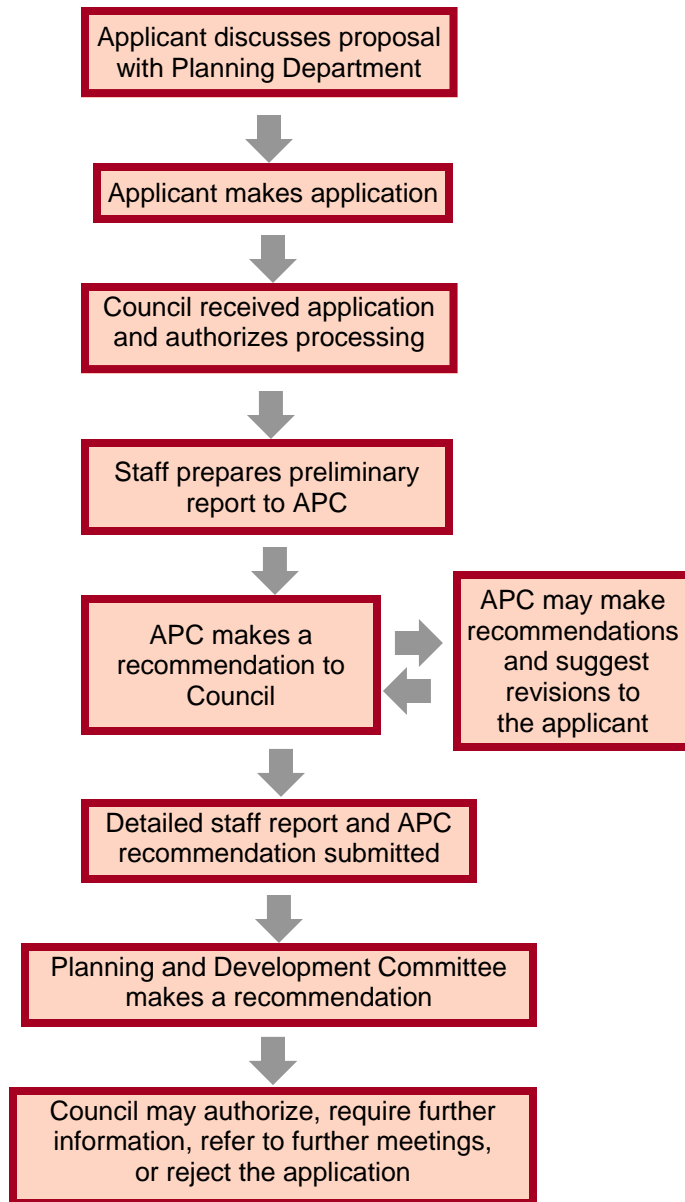 Applicant discusses proposal
with Planning Department
Applicant makes application
Council received application
and authorizes processing
Staff prepares preliminary
report to APC
APC makes a
recommendation to
Council
APC may make
recommendations
and suggest
revisions to
the applicant
Detailed staff report and APC
recommendation submitted
Planning and Development Committee
makes a recommendation
Council may authorize, require further
information, refer to further meetings,
or reject the application